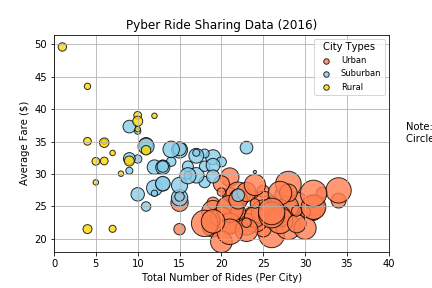 Pyber Ride Sharing Data (2016)
City Types
Urban
Suburban
Rural
50
45
40
35
30
25
20
Average Fare ($)
Note:
Circle
0 5 10 15 20 25 30 35 40
Total Number of Rides (Per City)